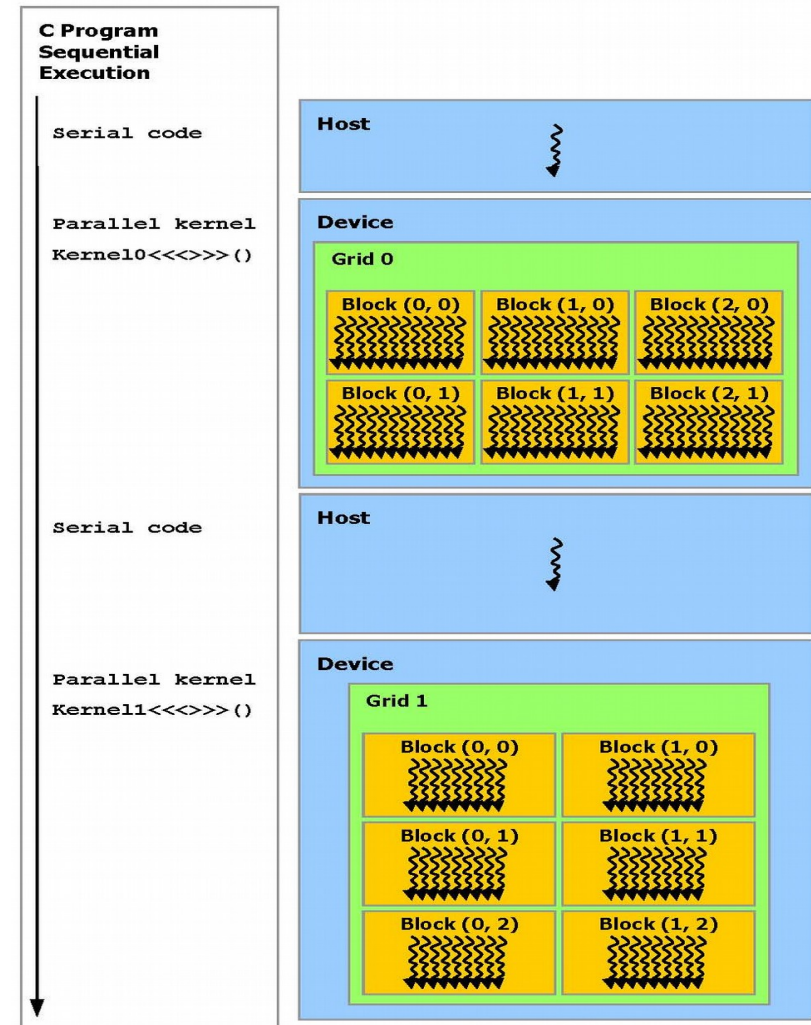 C Program
Sequential
Execution
Serial code
Host
Parallel kernel
Kernel0<<<>>>()
Device
Grid 0
Block (0, 0)
Block (1, 0)
Block (2, 0)
Block (0, 1)
Block (1, 1)
Block (2, 1)
Serial code
Host
Parallel kernel
Kernel1<<<>>>()
Device
Grid 1
Block (0, 0)
Block (1, 0)
Block (0, 1)
Block (1, 1)
Block (0, 2)
Block (1, 2)